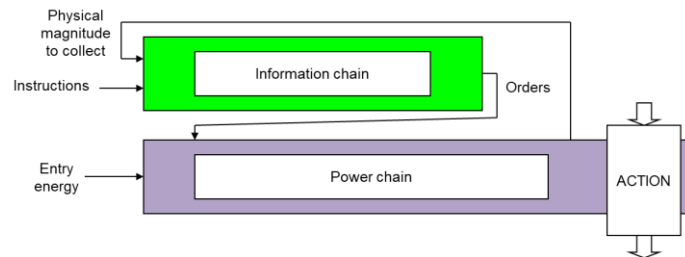 Physical
magnitude
to collect
Information chain
Instructions
Orders
Entry
energy
Power chain
ACTION